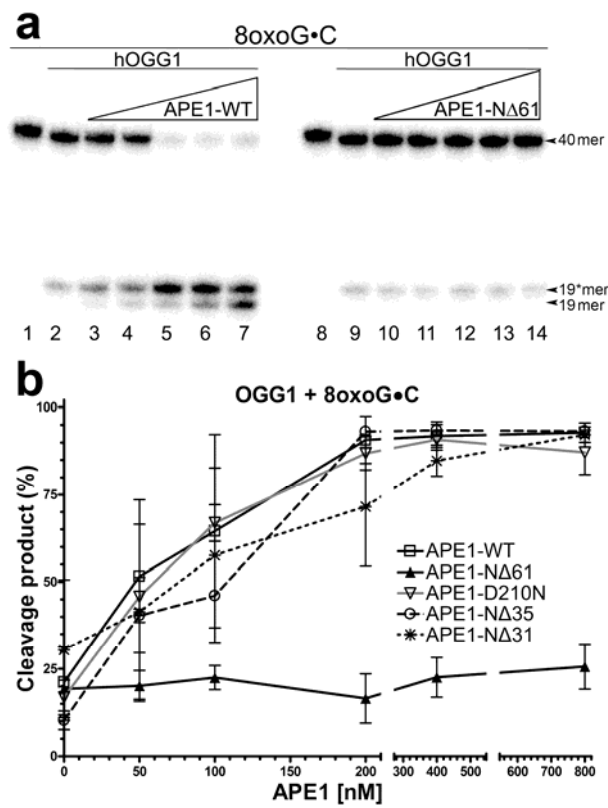 a
8oxoG•C
hOGG1 hOGG1
APE1-WT APE1-NΔ61
40mer
19*mer
19mer
1 2 3 4 5 6 7 8 9 10 11 12 13 14
b
OGG1 + 8oxoG•C
Cleavage product (%)
100
75
50
25
0
APE1-WT
APE1-NΔ61
APE1-D210N
APE1-NΔ35
APE1-NΔ31
0 50 100 200 300 400 500 600 700 800
APE1 [nM]